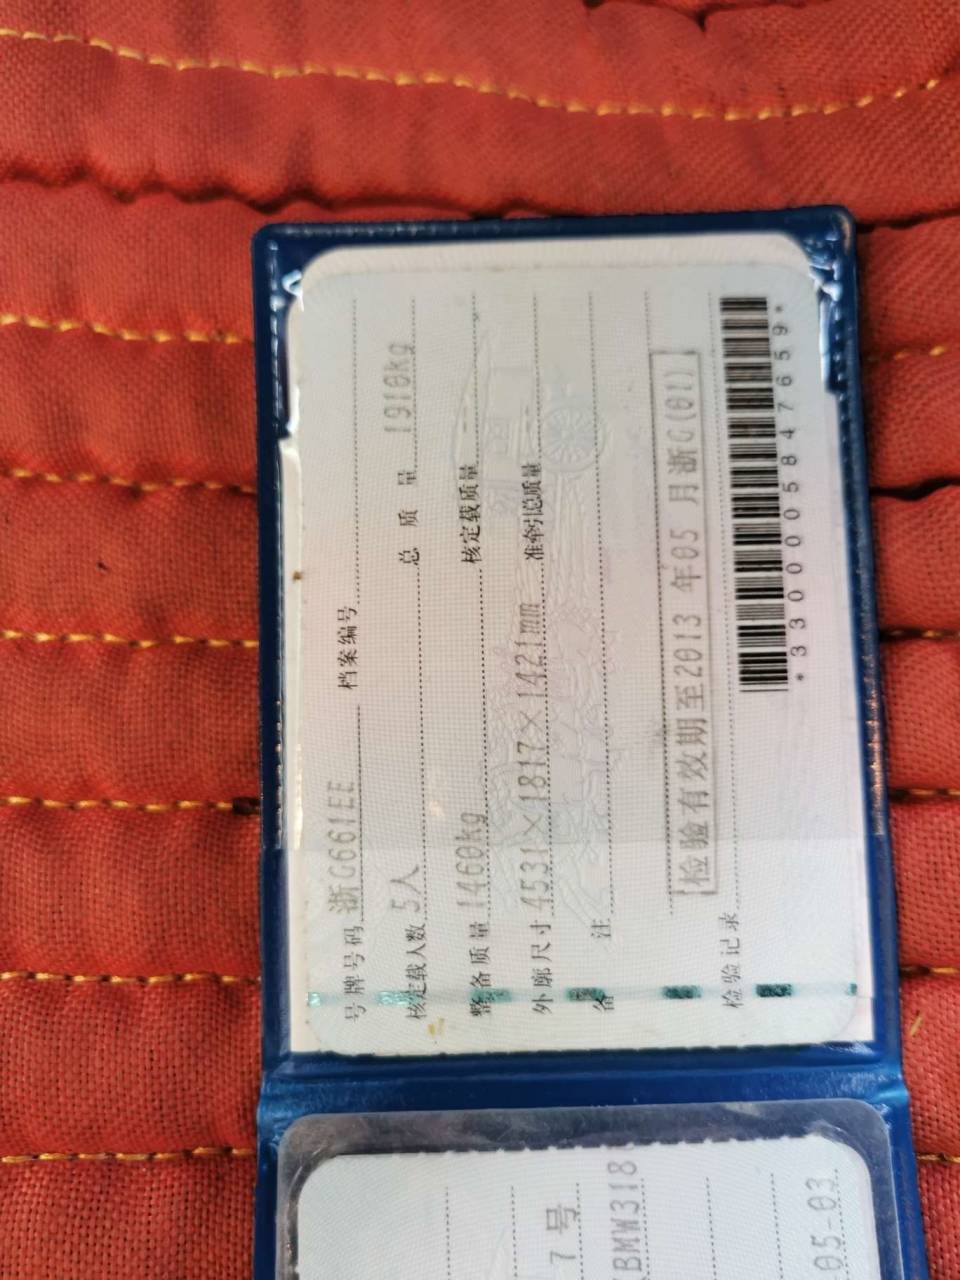 号牌号码 浙G661EE 档案编号
核定载人数 5人 总质量 1910kg
整备质量 1460kg 核定载质量
外廓尺寸 4531×1817×1421mm 准牵引总质量
备注
检验有效期至2013年05月浙G(01)
检验记录
*3300005847659*
7号
BMW318
05-03